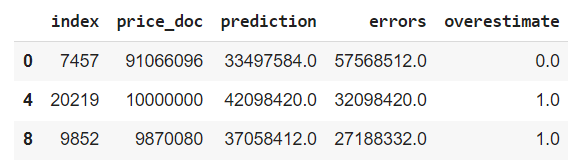 index price_doc prediction errors overestimate
0 7457 91066096 33497584.0 57568512.0 0.0
4 20219 10000000 42098420.0 32098420.0 1.0
8 9852 9870080 37058412.0 27188332.0 1.0